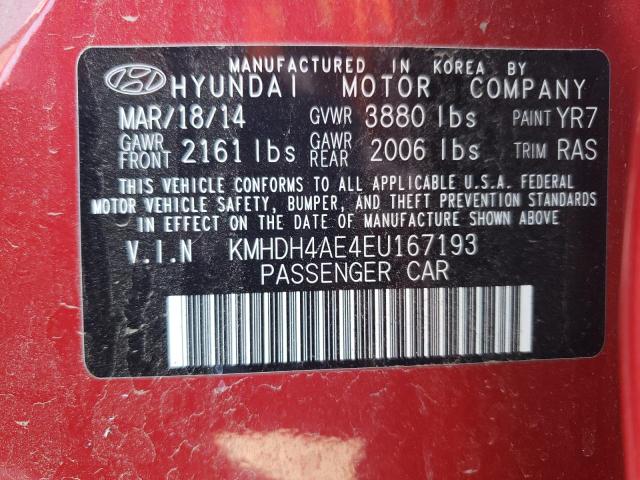 MANUFACTURED IN KOREA BY
HYUNDAI MOTOR COMPANY
MAR/18/14 GVWR 3880 lbs PAINT YR7
GAWR FRONT 2161 lbs GAWR REAR 2006 lbs TRIM RAS
THIS VEHICLE CONFORMS TO ALL APPLICABLE U.S.A. FEDERAL
MOTOR VEHICLE SAFETY, BUMPER, AND THEFT PREVENTION STANDARDS
IN EFFECT ON THE DATE OF MANUFACTURE SHOWN ABOVE.
V.I.N KMHDH4AE4EU167193
PASSENGER CAR